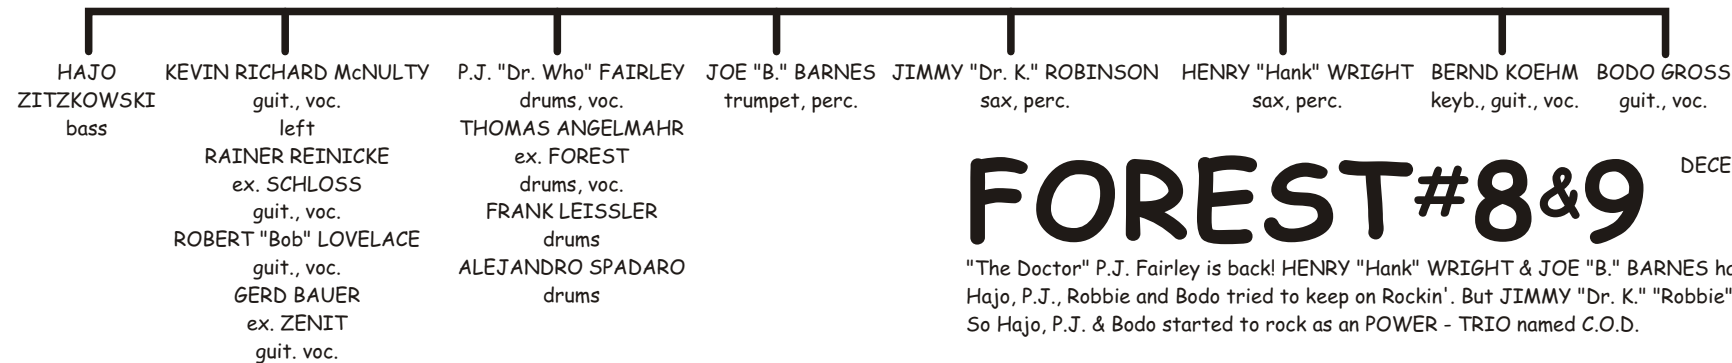 HAJO
ZITZKOWSKI
bass
KEVIN RICHARD McNULTY
guit., voc.
left
RAINER REINICKE
ex. SCHLOSS
guit., voc.
ROBERT "Bob" LOVELACE
guit., voc.
GERD BAUER
ex. ZENIT
guit. voc.
P.J. "Dr. Who" FAIRLEY
drums, voc.
THOMAS ANGELMAHR
ex. FOREST
drums, voc.
FRANK LEISSLER
drums
ALEJANDRO SPADARO
drums
JOE "B." BARNES
trumpet, perc.
JIMMY "Dr. K." ROBINSON
sax, perc.
HENRY "Hank" WRIGHT
sax, perc.
BERND KOEHM
keyb., guit., voc.
BODO GROSS
guit., voc.
FOREST#8&9
DECE
"The Doctor" P.J. Fairley is back! HENRY "Hank" WRIGHT & JOE "B." BARNES
Hajo, P.J., Robbie and Bodo tried to keep on Rockin'. But JIMMY "Dr. K." "Robbie"
So Hajo, P.J. & Bodo started to rock as an POWER - TRIO named C.O.D.